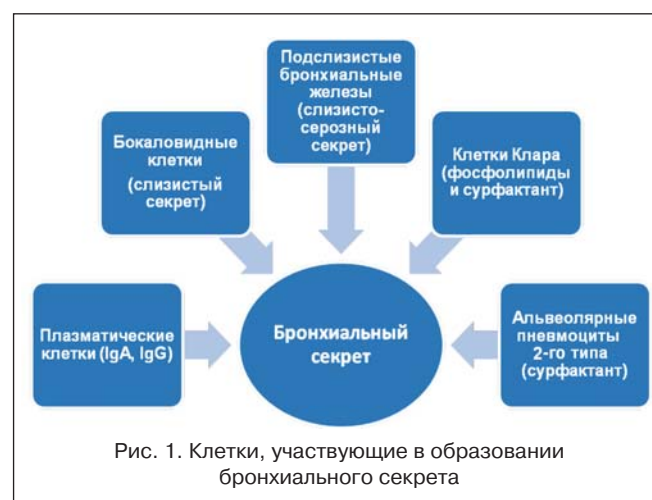 Подслизистые
бронхиальные
железы
(слизисто-
серозный
секрет)
Бокаловидные
клетки
(слизистый
секрет)
Клетки Клара
(фосфолипиды
и сурфактант)
Плазматические
клетки (IgA, IgG)
Бронхиальный
секрет
Альвеолярные
пневмоциты
2-го типа
(сурфактант)
Рис. 1. Клетки, участвующие в образовании
бронхиального секрета